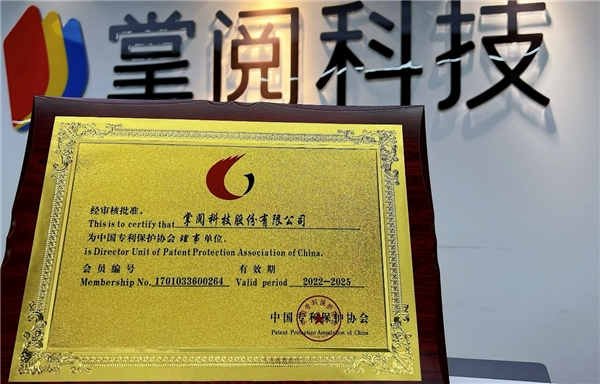 掌阅科技
经审核批准，
This is to certify that 掌阅科技股份有限公司
为中国专利保护协会 理事 单位.
is Director Unit of Patent Protection Association of China.
会员编号 有效期
Membership No. 1701033600264 Valid period 2022-2025
中国专利保护协会
Patent Protection Association of China